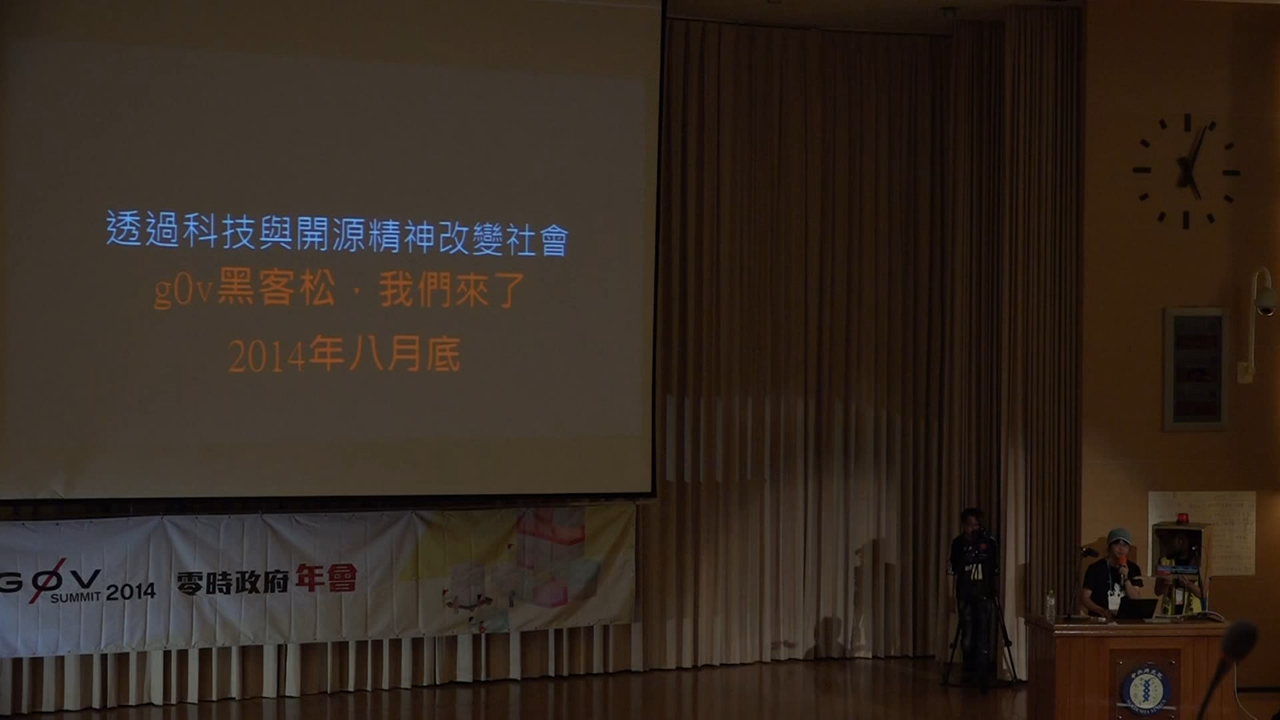 透過科技與開源精神改變社會
g0v黑客松．我們來了
2014年八月底
GØV SUMMIT 2014 零時政府年會